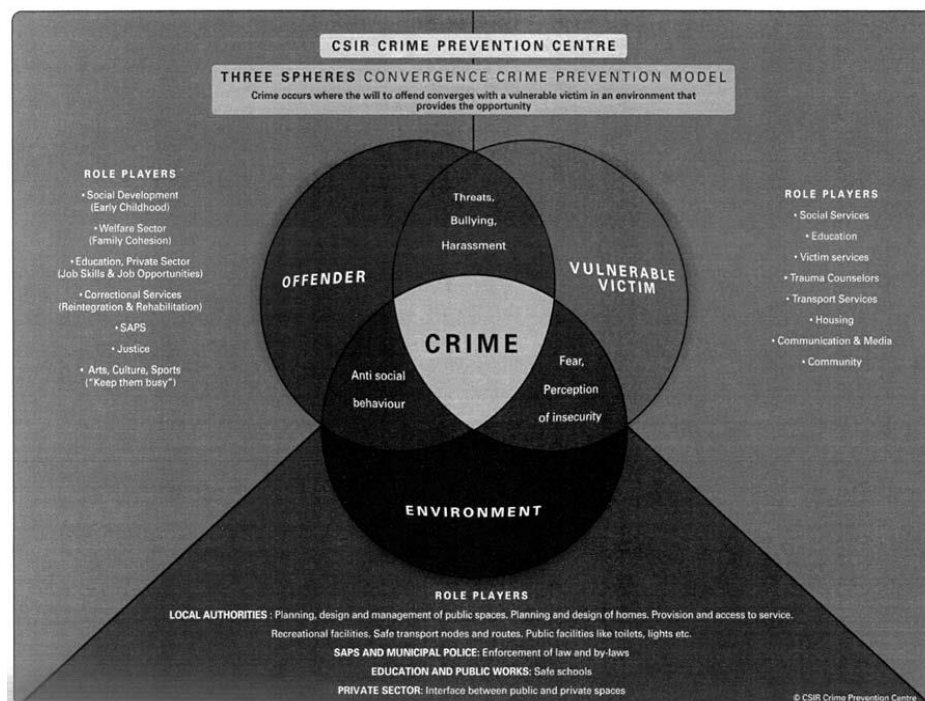 CSIR CRIME PREVENTION CENTRE
THREE SPHERES CONVERGENCE CRIME PREVENTION MODEL
Crime occurs where the will to offend converges with a vulnerable victim in an environment that
provides the opportunity
ROLE PLAYERS
• Social Development
(Early Childhood)
• Welfare Sector
(Family Cohesion)
• Education, Private Sector
(Job Skills & Job Opportunities)
• Correctional Services
(Reintegration & Rehabilitation)
• SAPS
• Justice
• Arts, Culture, Sports
("Keep them busy")
OFFENDER
Threats,
Bullying,
Harassment
VULNERABLE
VICTIM
CRIME
Anti social
behaviour
Fear,
Perception
of insecurity
ENVIRONMENT
ROLE PLAYERS
• Social Services
• Education
• Victim services
• Trauma Counselors
• Transport Services
• Housing
• Communication & Media
• Community
ROLE PLAYERS
LOCAL AUTHORITIES : Planning, design and management of public spaces. Planning and design of homes. Provision and access to service.
Recreational facilities. Safe transport nodes and routes. Public facilities like toilets, lights etc.
SAPS AND MUNICIPAL POLICE: Enforcement of law and by-laws
EDUCATION AND PUBLIC WORKS: Safe schools
PRIVATE SECTOR: Interface between public and private spaces
© CSIR Crime Prevention Centre